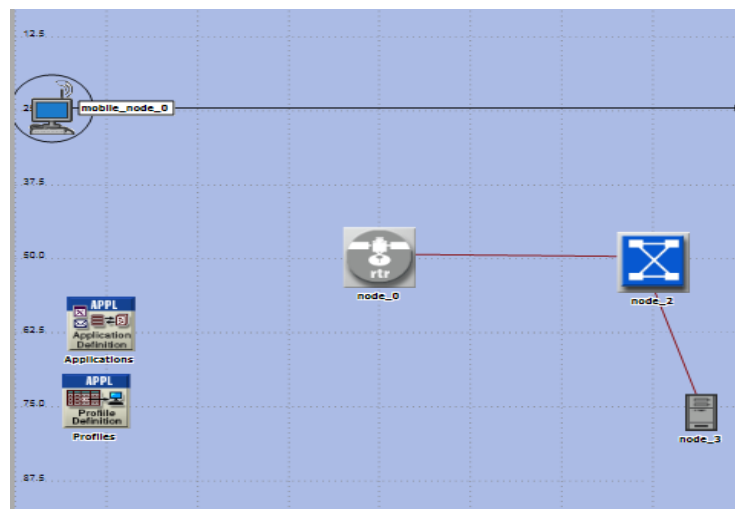 12.5
mobile_node_0
37.5
50.0
rtr
node_0
node_2
62.5
APPL
Application
Definition
Applications
75.0
APPL
Profile
Definition
Profiles
node_3
87.5